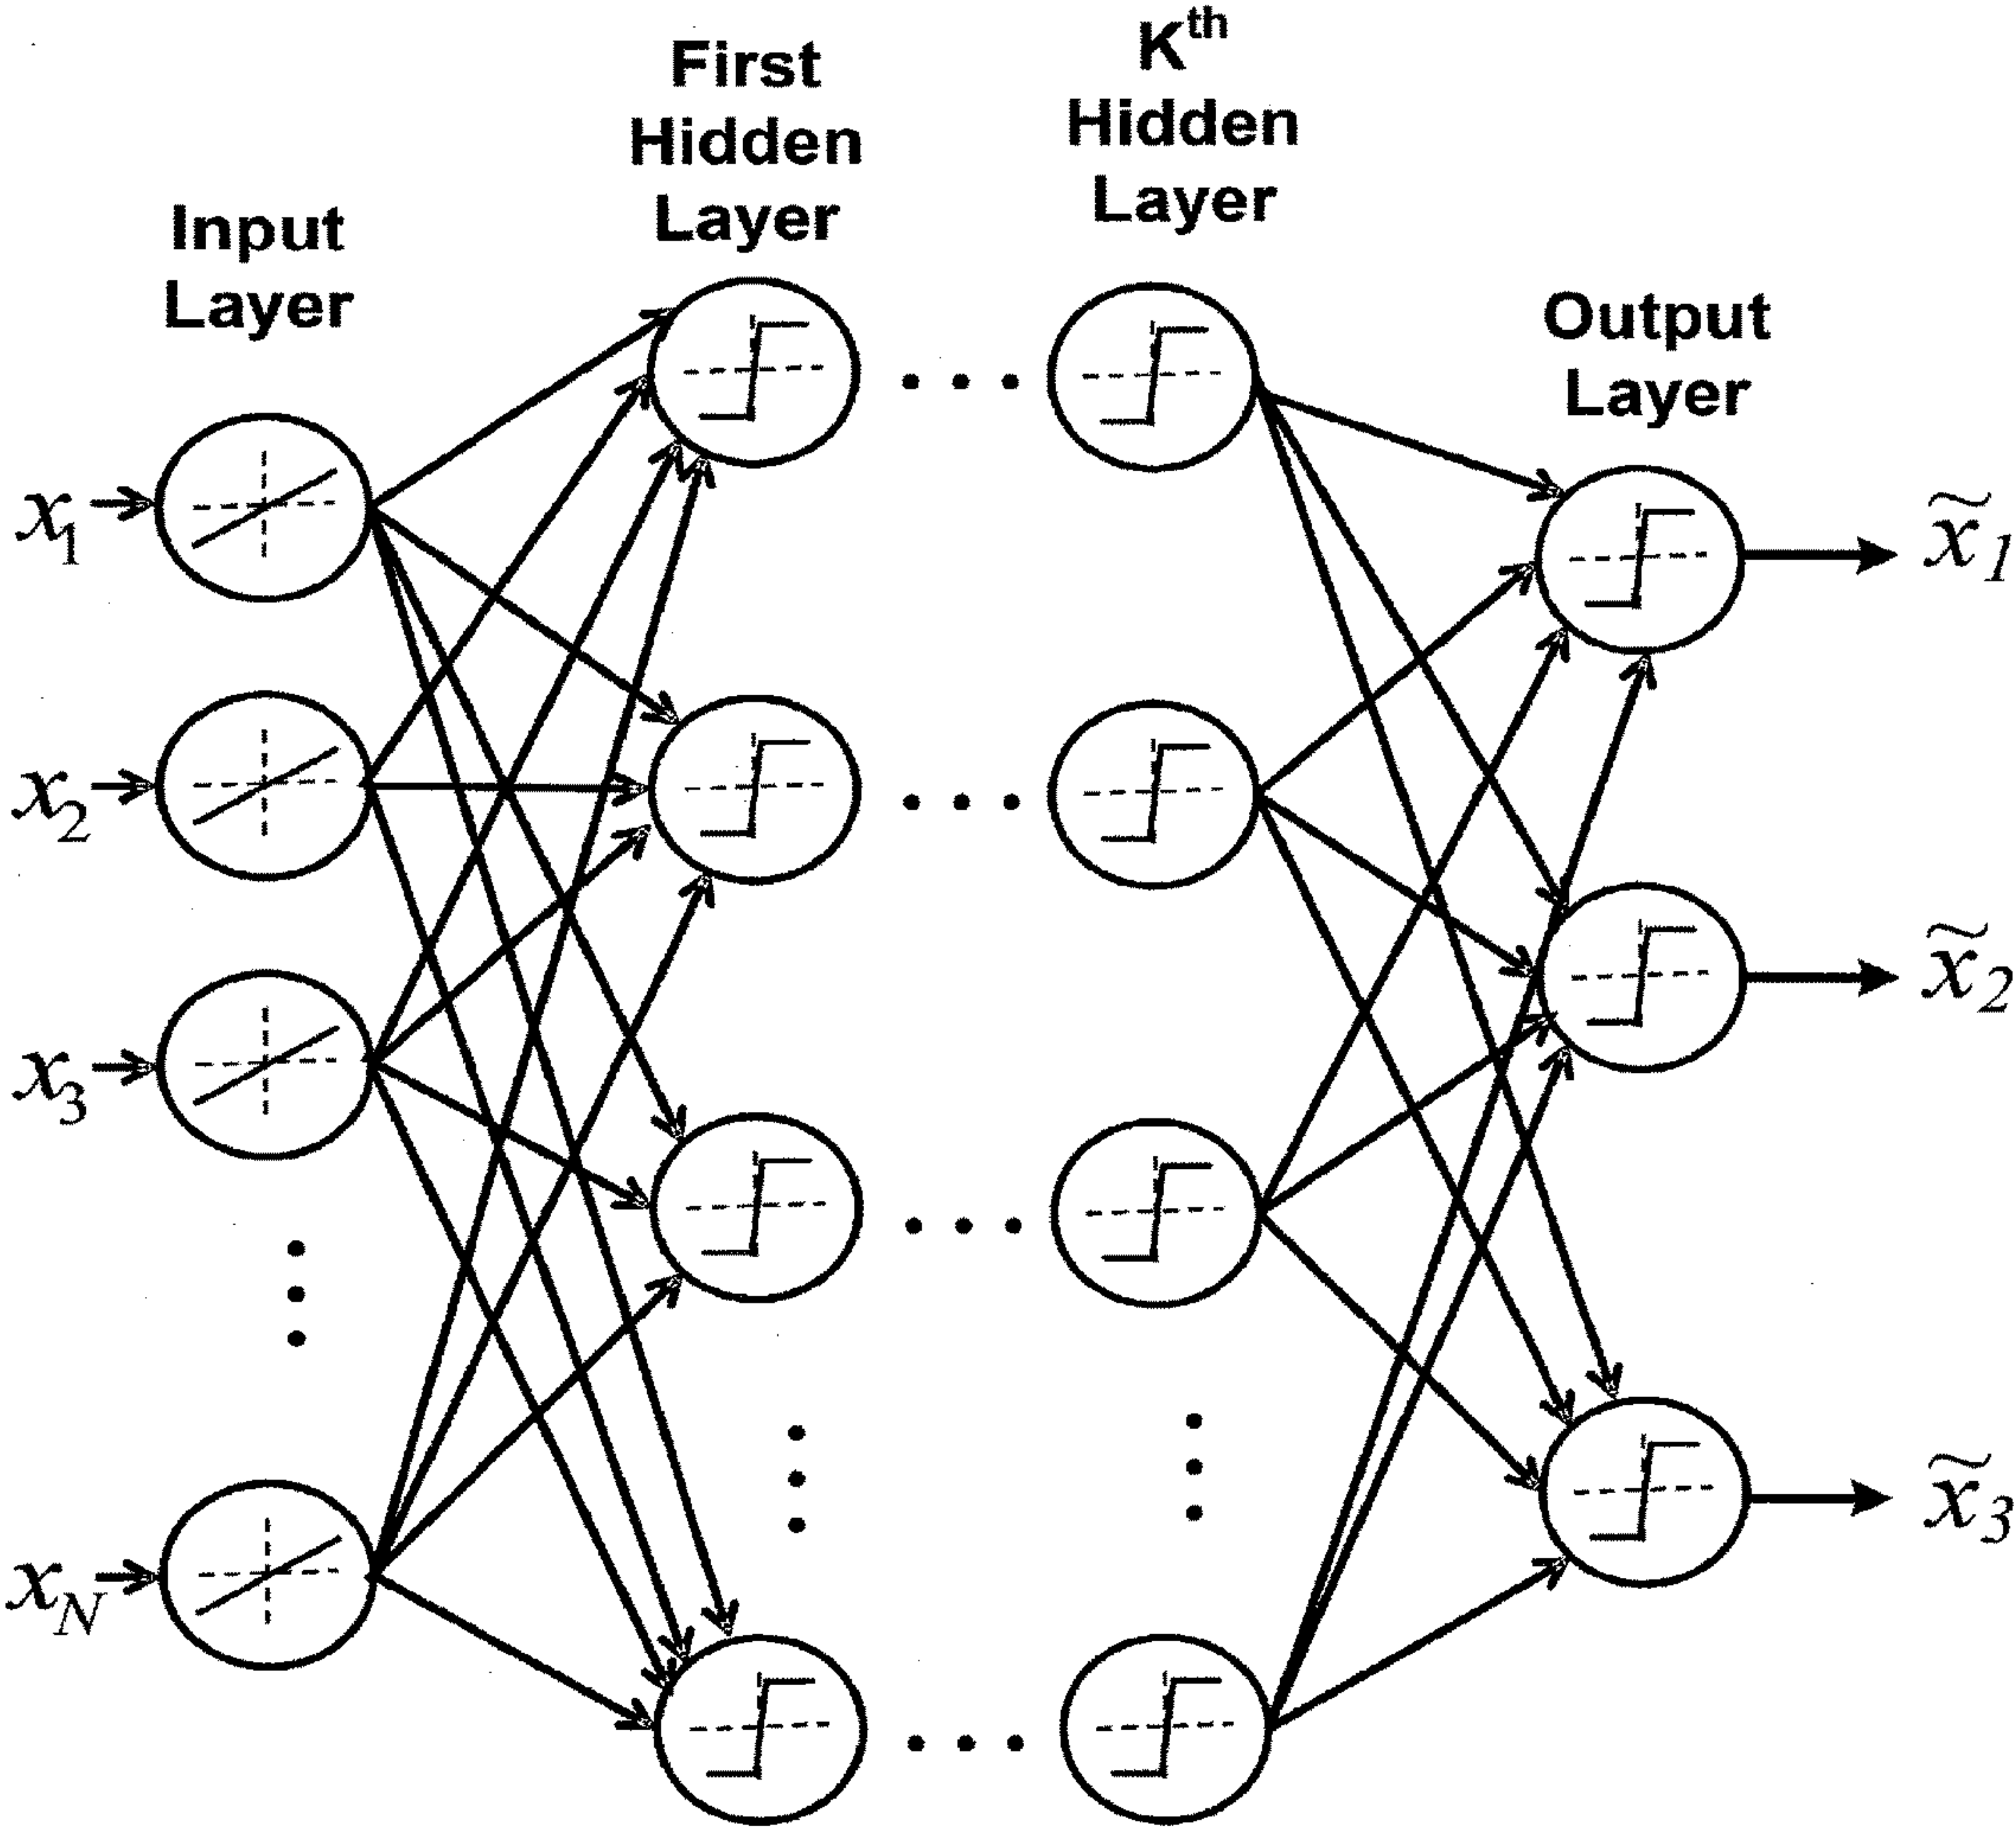 Input
Layer
First
Hidden
Layer
Kth
Hidden
Layer
Output
Layer
x1
x2
x3
xN
x̃1
x̃2
x̃3